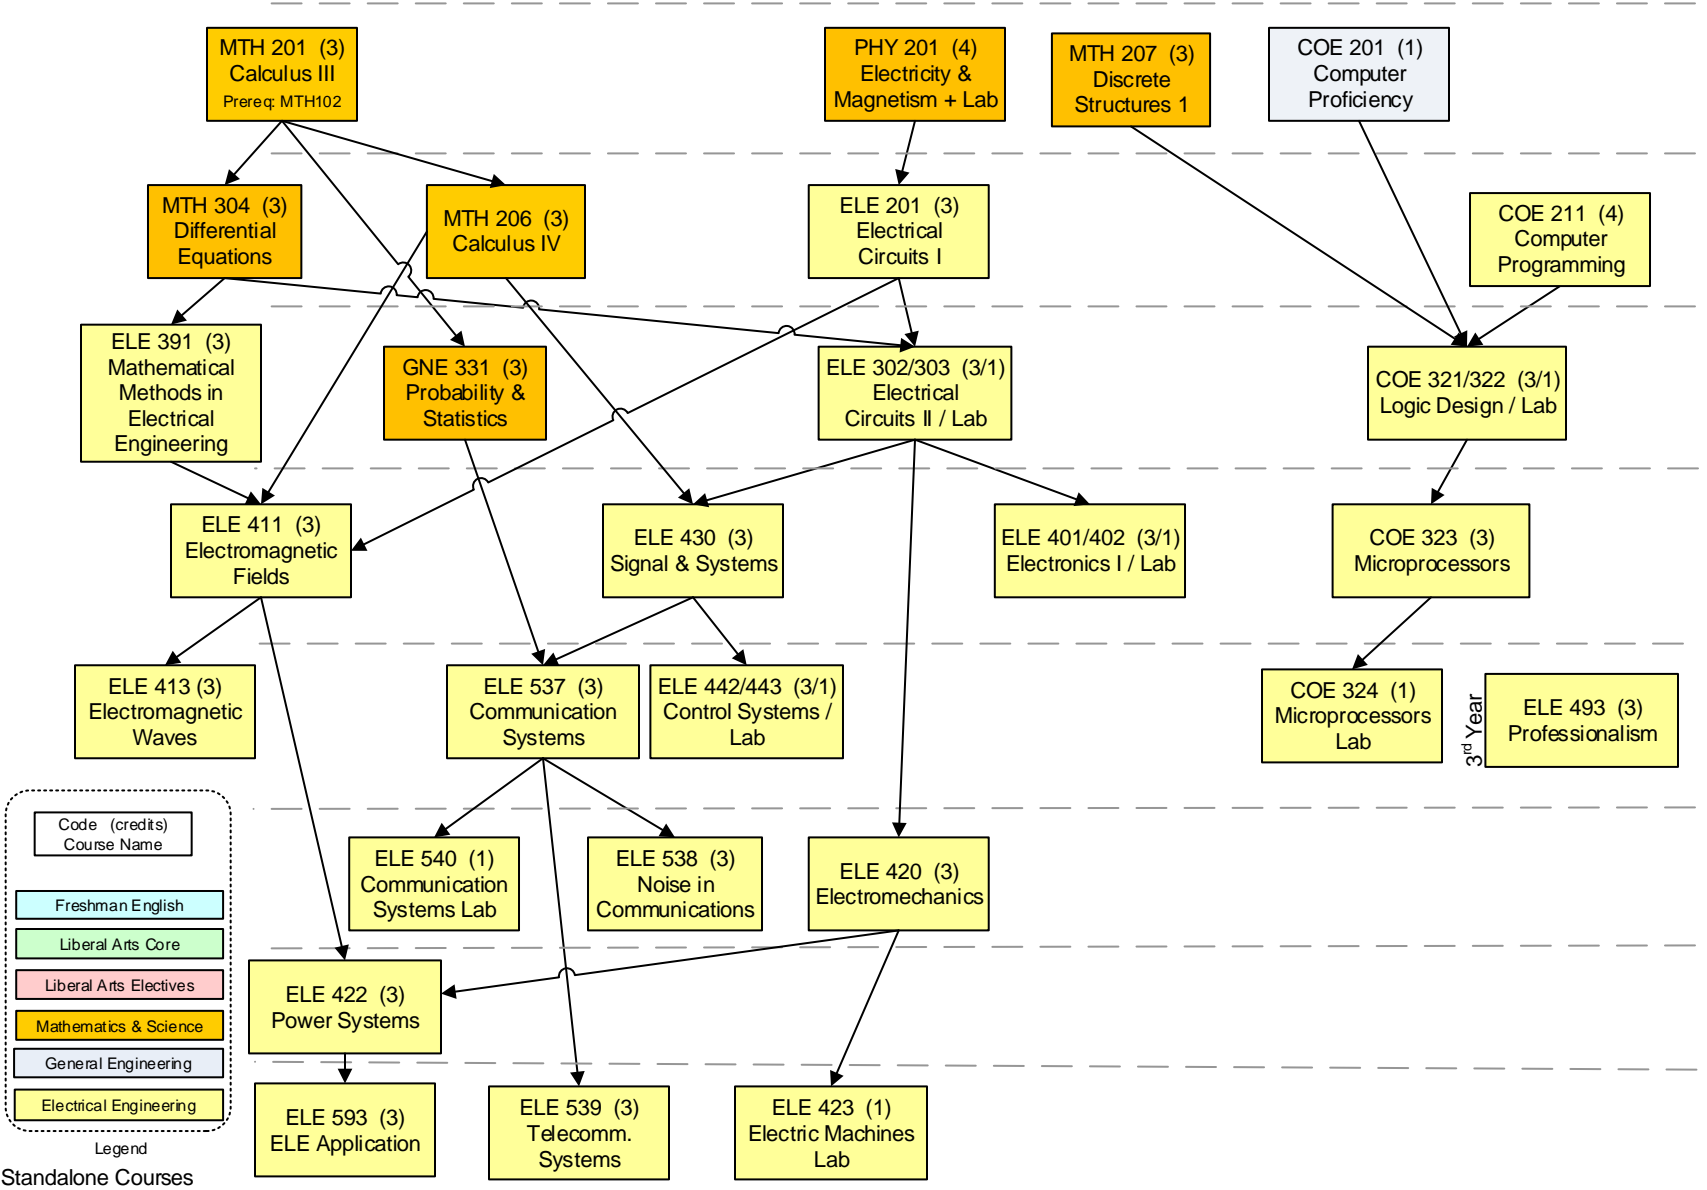 MTH 201 (3)
Calculus III
Prereq: MTH102
PHY 201 (4)
Electricity &
Magnetism + Lab
MTH 207 (3)
Discrete
Structures 1
COE 201 (1)
Computer
Proficiency
MTH 304 (3)
Differential
Equations
MTH 206 (3)
Calculus IV
ELE 201 (3)
Electrical
Circuits I
COE 211 (4)
Computer
Programming
ELE 391 (3)
Mathematical
Methods in
Electrical
Engineering
GNE 331 (3)
Probability &
Statistics
ELE 302/303 (3/1)
Electrical
Circuits II / Lab
COE 321/322 (3/1)
Logic Design / Lab
ELE 411 (3)
Electromagnetic
Fields
ELE 430 (3)
Signal & Systems
ELE 401/402 (3/1)
Electronics I / Lab
COE 323 (3)
Microprocessors
ELE 413 (3)
Electromagnetic
Waves
ELE 537 (3)
Communication
Systems
ELE 442/443 (3/1)
Control Systems /
Lab
COE 324 (1)
Microprocessors
Lab
3rd Year
ELE 493 (3)
Professionalism
ELE 540 (1)
Communication
Systems Lab
ELE 538 (3)
Noise in
Communications
ELE 420 (3)
Electromechanics
ELE 422 (3)
Power Systems
ELE 593 (3)
ELE Application
ELE 539 (3)
Telecomm.
Systems
ELE 423 (1)
Electric Machines
Lab
Code (credits)
Course Name
Freshman English
Liberal Arts Core
Liberal Arts Electives
Mathematics & Science
General Engineering
Electrical Engineering
Legend
Standalone Courses